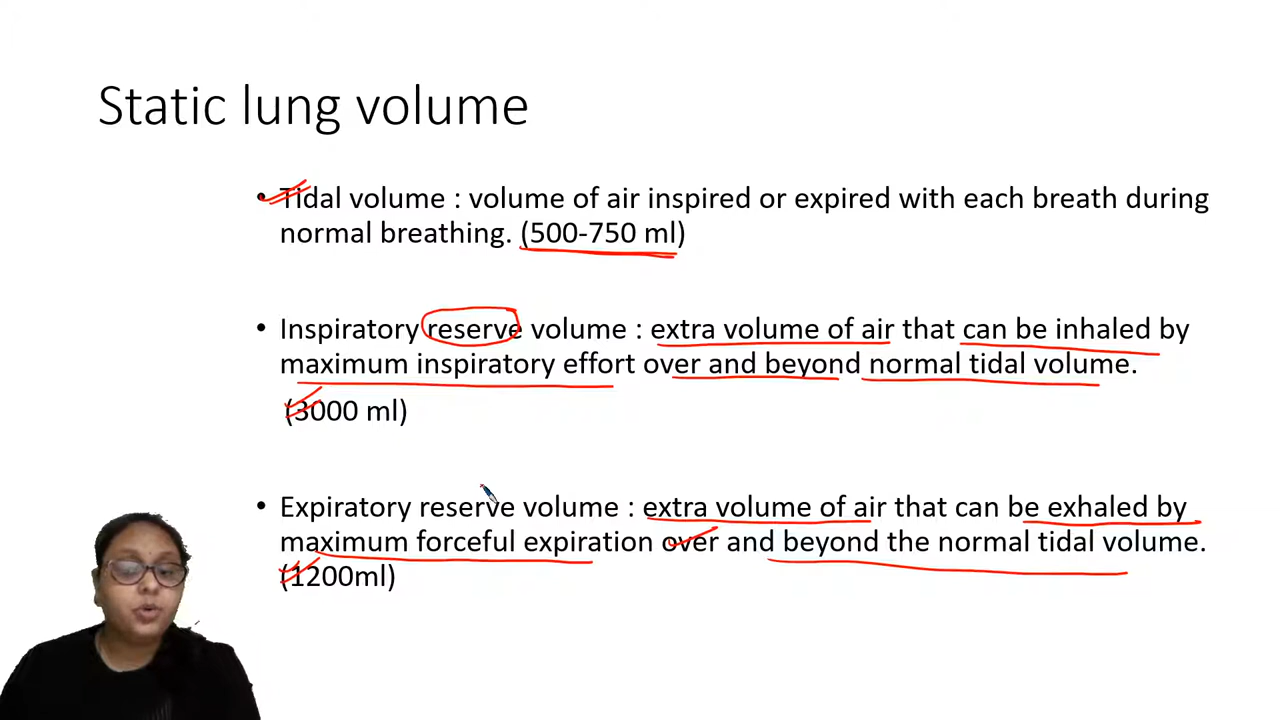 Static lung volume
• Tidal volume : volume of air inspired or expired with each breath during
normal breathing. (500-750 ml)
• Inspiratory reserve volume : extra volume of air that can be inhaled by
maximum inspiratory effort over and beyond normal tidal volume.
(3000 ml)
• Expiratory reserve volume : extra volume of air that can be exhaled by
maximum forceful expiration over and beyond the normal tidal volume.
(1200ml)